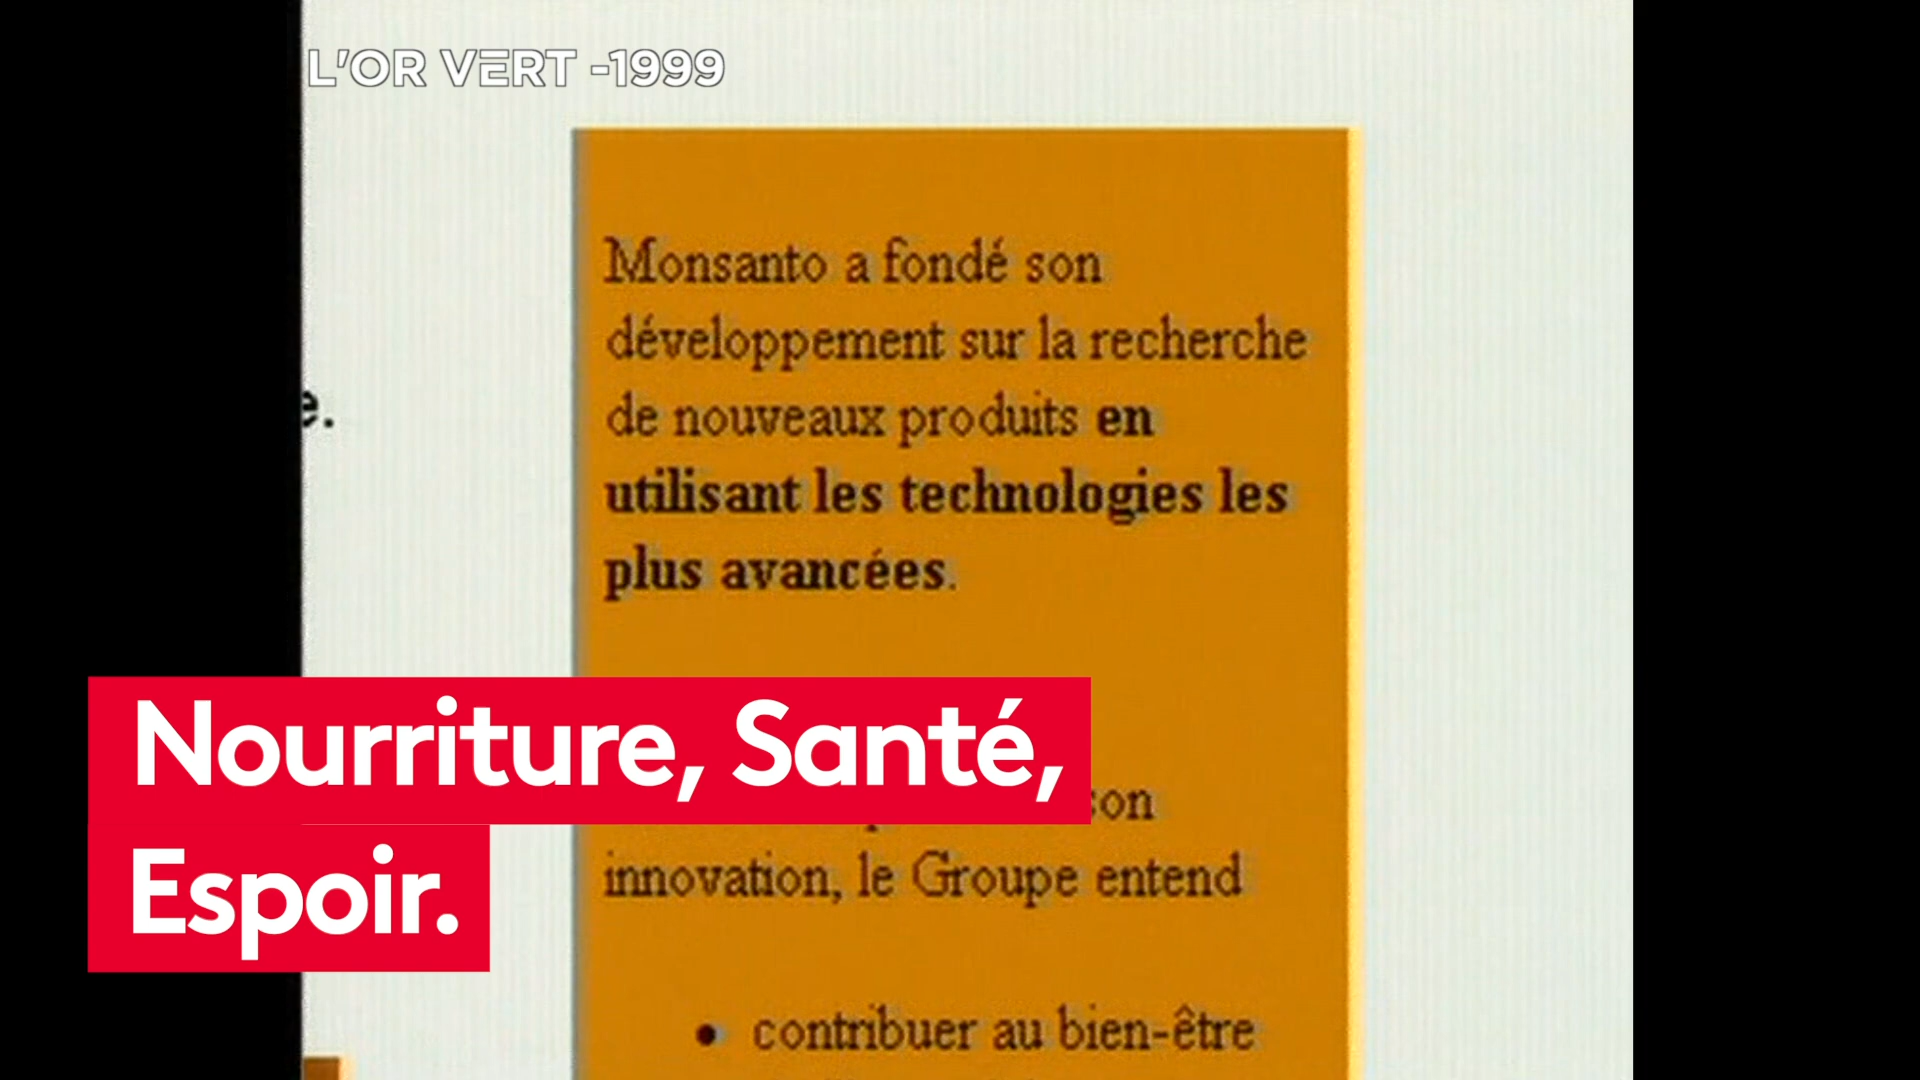 L'OR VERT -1999
Monsanto a fondé son
développement sur la recherche
de nouveaux produits en
utilisant les technologies les
plus avancées.
Nourriture, Santé,
Espoir.
innovation, le Groupe entend
• contribuer au bien-être